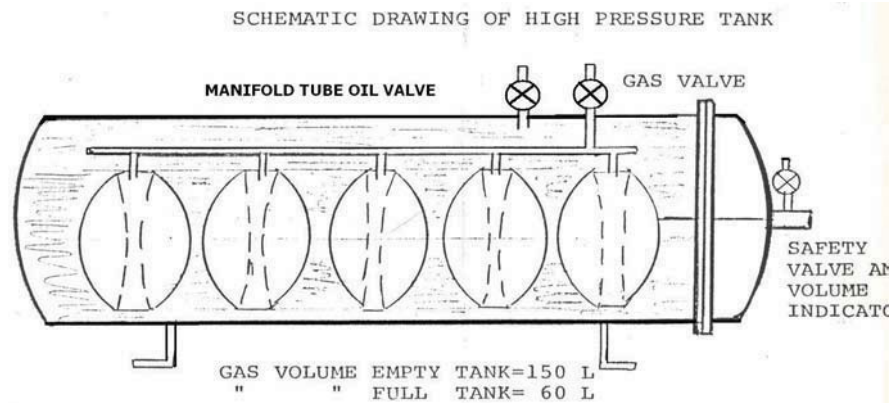 SCHEMATIC DRAWING OF HIGH PRESSURE TANK
MANIFOLD TUBE OIL VALVE
GAS VALVE
SAFETY
VALVE AN
VOLUME
INDICATO
GAS VOLUME EMPTY TANK=150 L
" " FULL TANK= 60 L